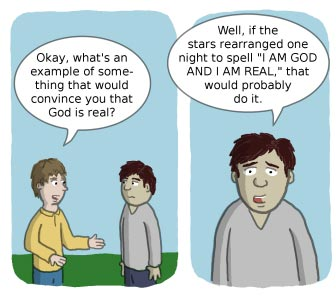 Okay, what's an
example of some-
thing that would
convince you that
God is real?
Well, if the
stars rearranged one
night to spell "I AM GOD
AND I AM REAL," that
would probably
do it.